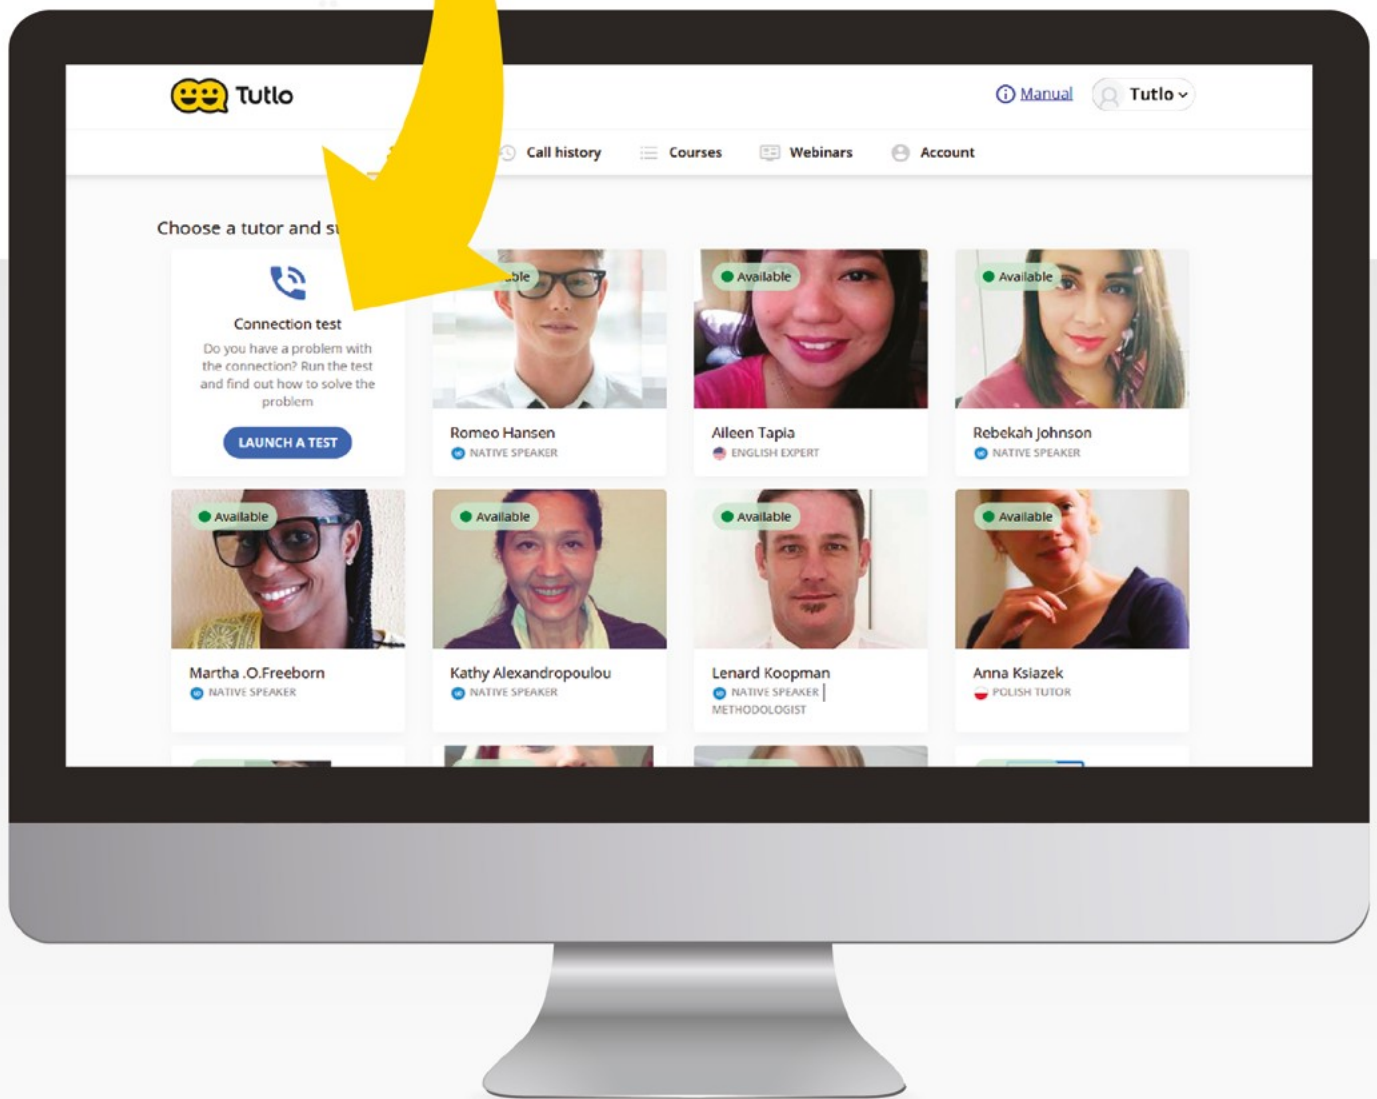 Tutlo
Manual
Tutlo
Call history
Courses
Webinars
Account
Choose a tutor and
Connection test
Do you have a problem with
the connection? Run the test
and find out how to solve the
problem
LAUNCH A TEST
Romeo Hansen
NATIVE SPEAKER
Available
Aileen Tapia
ENGLISH EXPERT
Available
Rebekah Johnson
NATIVE SPEAKER
Available
Martha .O.Freeborn
NATIVE SPEAKER
Available
Kathy Alexandropoulou
NATIVE SPEAKER
Available
Lenard Koopman
NATIVE SPEAKER |
METHODOLOGIST
Available
Anna Ksiazek
POLISH TUTOR